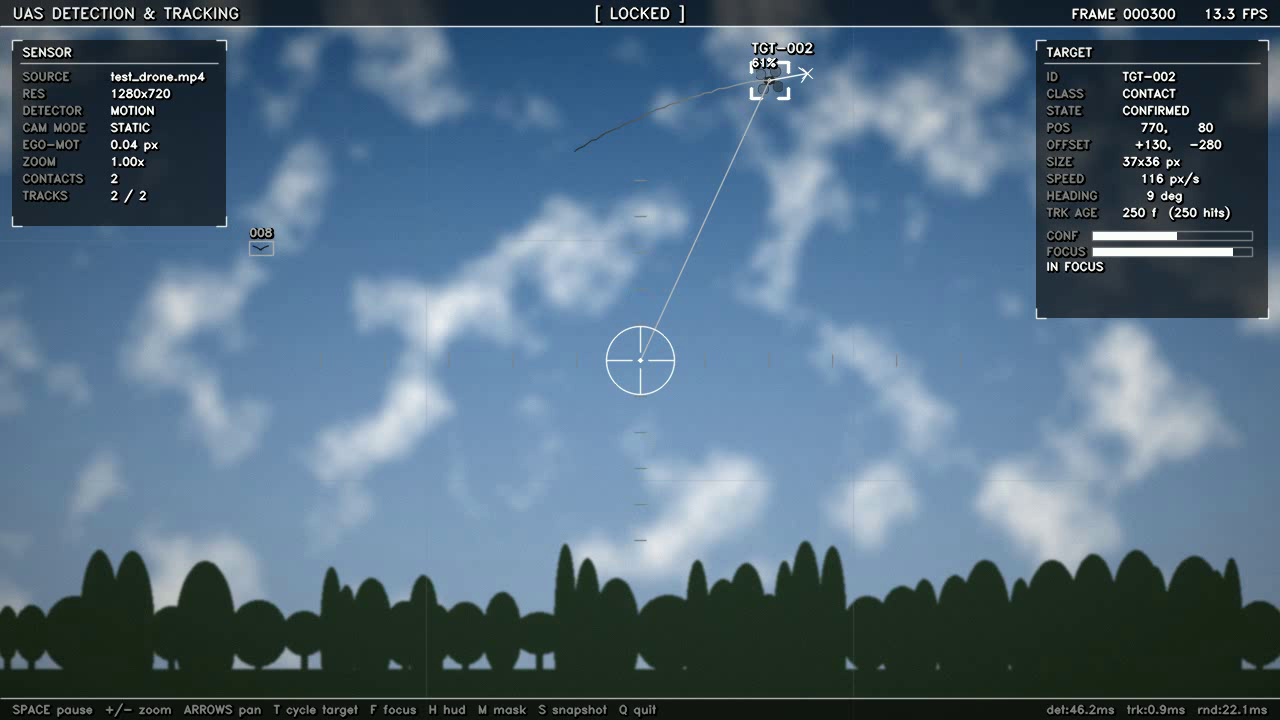 UAS DETECTION & TRACKING
[ LOCKED ]
FRAME 000300 13.3 FPS
SENSOR
SOURCE test_drone.mp4
RES 1280x720
DETECTOR MOTION
CAM MODE STATIC
EGO-MOT 0.04 px
ZOOM 1.00x
CONTACTS 2
TRACKS 2 / 2
TGT-002
61%
008
TARGET
ID TGT-002
CLASS CONTACT
STATE CONFIRMED
POS 770, 80
OFFSET +130, -280
SIZE 37x36 px
SPEED 116 px/s
HEADING 9 deg
TRK AGE 250 f (250 hits)
CONF
FOCUS
IN FOCUS
SPACE pause +/- zoom ARROWS pan T cycle target F focus H hud M mask S snapshot Q quit
det:46.2ms trk:0.9ms rnd:22.1ms